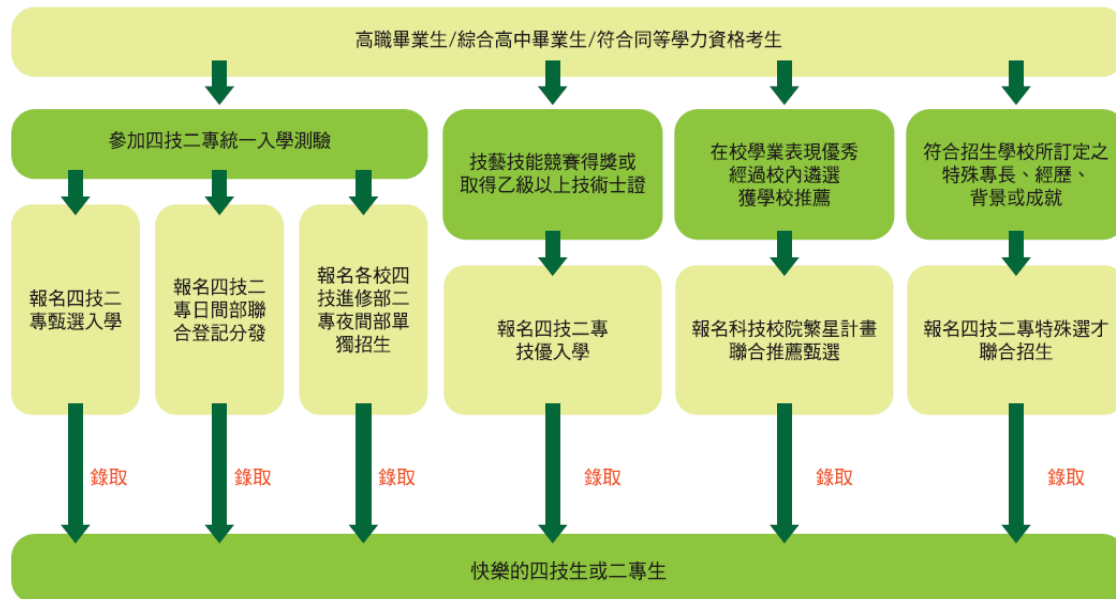 高職畢業生/綜合高中畢業生/符合同等學力資格考生
參加四技二專統一入學測驗
技藝技能競賽得獎或
取得乙級以上技術士證
在校學業表現優秀
經過校內遴選
獲學校推薦
符合招生學校所訂定之
特殊專長、經歷、
背景或成就
報名四技二
專甄選入學
報名四技二
專日間部聯
合登記分發
報名各校四
技進修部二
專夜間部單
獨招生
報名四技二專
技優入學
報名科技校院繁星計畫
聯合推薦甄選
報名四技二專特殊選才
聯合招生
錄取
錄取
錄取
錄取
錄取
錄取
快樂的四技生或二專生